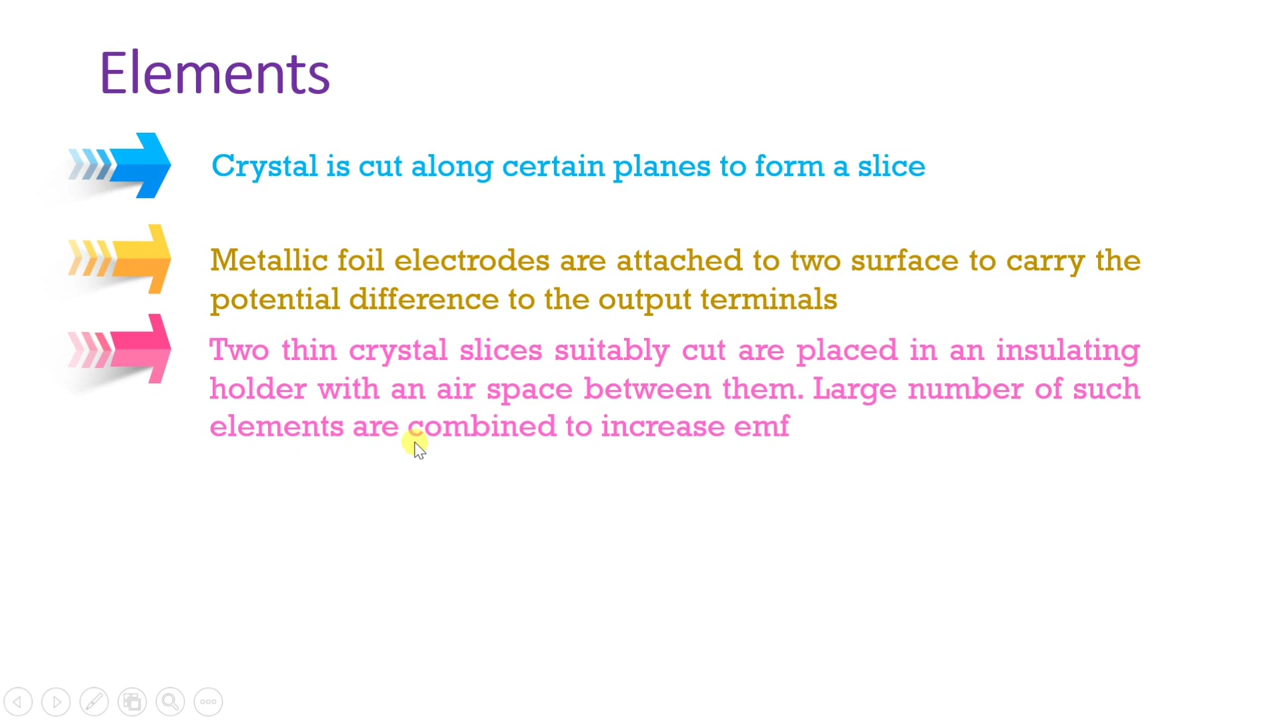 Elements
Crystal is cut along certain planes to form a slice
Metallic foil electrodes are attached to two surface to carry the
potential difference to the output terminals
Two thin crystal slices suitably cut are placed in an insulating
holder with an air space between them. Large number of such
elements are combined to increase emf